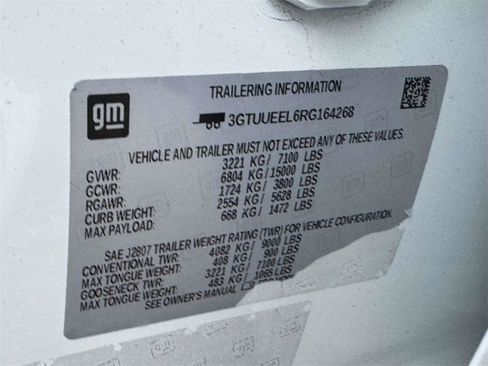 TRAILERING INFORMATION
gm
3GTUUEEL6RG164268
VEHICLE AND TRAILER MUST NOT EXCEED ANY OF THESE VALUES.
GVWR: 3221 KG/ 7100 LBS
GCWR: 6804 KG/15000 LBS
RGAWR: 1724 KG/ 3800 LBS
CURB WEIGHT: 2554 KG/ 5628 LBS
MAX PAYLOAD: 668 KG/ 1472 LBS
SAE J2807 TRAILER WEIGHT RATING (TWR) FOR VEHICLE CONFIGURATION.
CONVENTIONAL TWR: 4082 KG/ 9000 LBS
MAX TONGUE WEIGHT: 408 KG/ 900 LBS
GOOSENECK TWR: 3221 KG/ 7100 LBS
MAX TONGUE WEIGHT: 483 KG/ 1065 LBS
SEE OWNER'S MANUAL